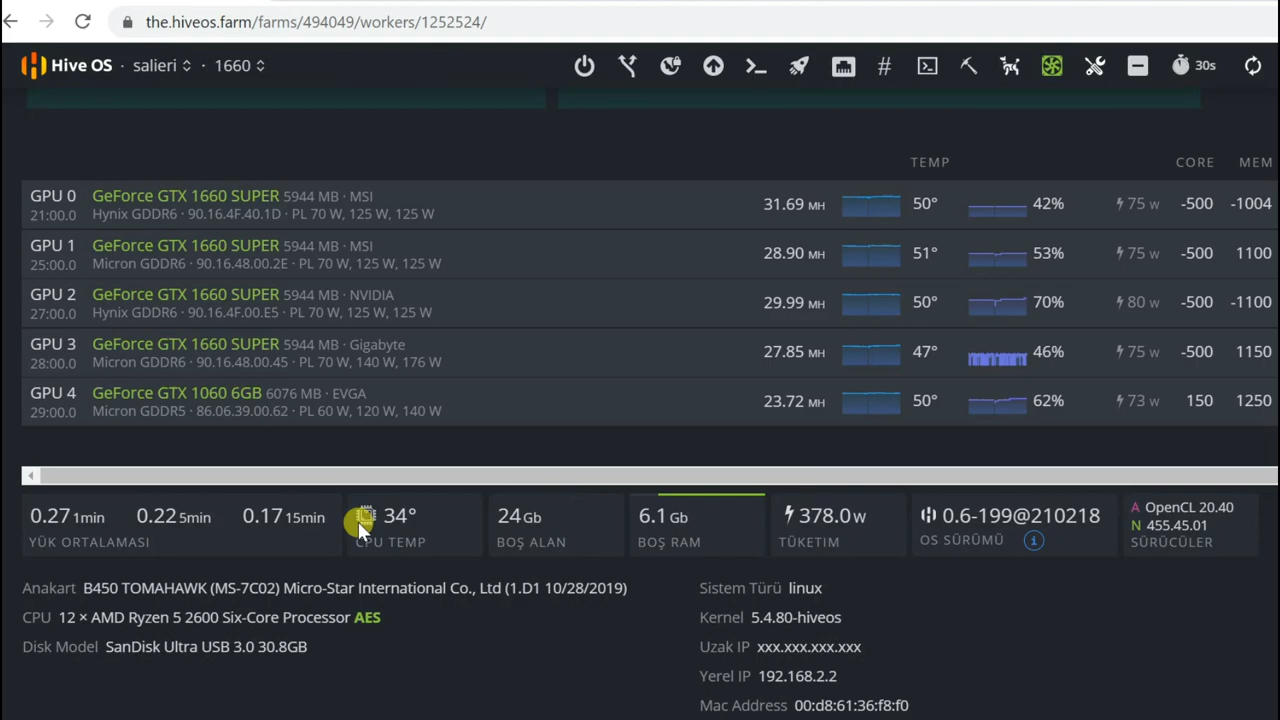 the.hiveos.farm/farms/494049/workers/1252524/
Hive OS · salieri · 1660 30s
TEMP CORE MEM
GPU 0 GeForce GTX 1660 SUPER 5944 MB · MSI
21:00.0 Hynix GDDR6 · 90.16.4F.40.1D · PL 70 W, 125 W, 125 W
31.69 MH 50° 42% 75 W -500 -1004
GPU 1 GeForce GTX 1660 SUPER 5944 MB · MSI
25:00.0 Micron GDDR6 · 90.16.48.00.2E · PL 70 W, 125 W, 125 W
28.90 MH 51° 53% 75 W -500 1100
GPU 2 GeForce GTX 1660 SUPER 5944 MB · NVIDIA
27:00.0 Hynix GDDR6 · 90.16.4F.00.E5 · PL 70 W, 125 W, 125 W
29.99 MH 50° 70% 80 W -500 -1100
GPU 3 GeForce GTX 1660 SUPER 5944 MB · Gigabyte
28:00.0 Micron GDDR6 · 90.16.48.00.45 · PL 70 W, 140 W, 176 W
27.85 MH 47° 46% 75 W -500 1150
GPU 4 GeForce GTX 1060 6GB 6076 MB · EVGA
29:00.0 Micron GDDR5 · 86.06.39.00.62 · PL 60 W, 120 W, 140 W
23.72 MH 50° 62% 73 W 150 1250
0.27 1min 0.22 5min 0.17 15min
YÜK ORTALAMASI
34°
CPU TEMP
24 Gb
BOŞ ALAN
6.1 Gb
BOŞ RAM
378.0 W
TÜKETIM
0.6-199@210218
OS SÜRÜMÜ
A OpenCL 20.40
N 455.45.01
SÜRÜCÜLER
Anakart B450 TOMAHAWK (MS-7C02) Micro-Star International Co., Ltd (1.D1 10/28/2019)
CPU 12 × AMD Ryzen 5 2600 Six-Core Processor AES
Disk Model SanDisk Ultra USB 3.0 30.8GB
Sistem Türü linux
Kernel 5.4.80-hiveos
Uzak IP xxx.xxx.xxx.xxx
Yerel IP 192.168.2.2
Mac Address 00:d8:61:36:f8:f0